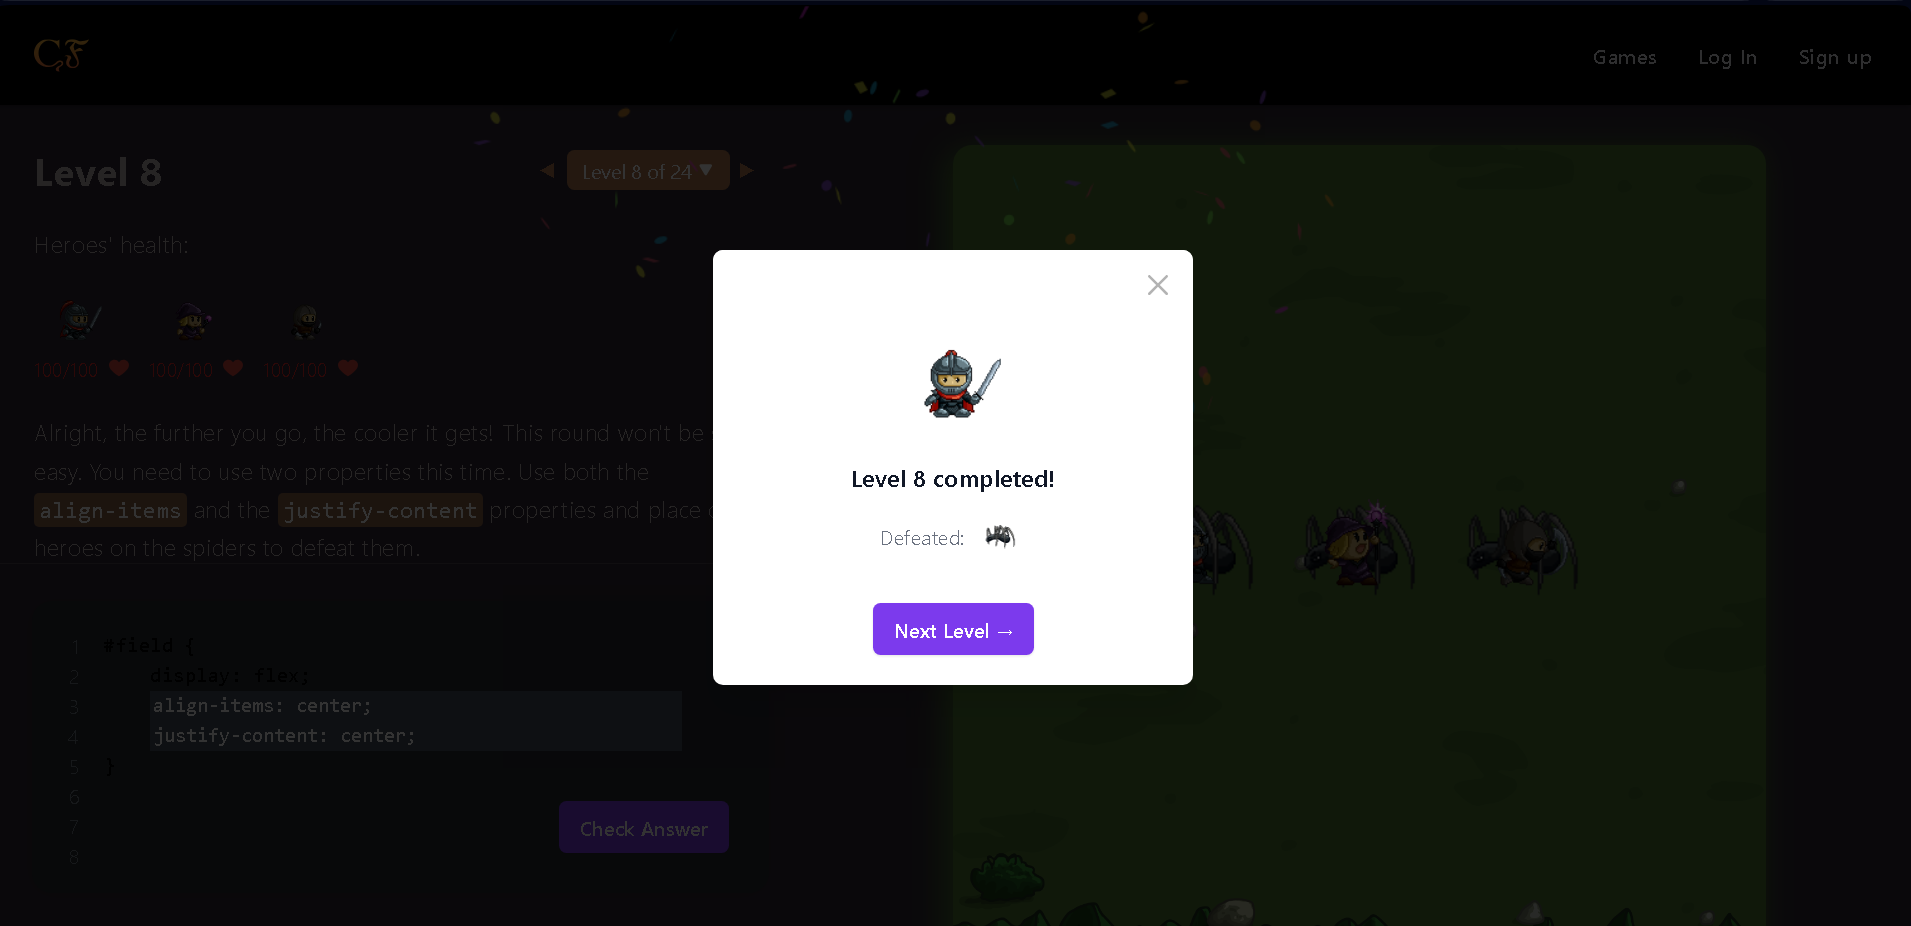 CF
Games Log In Sign up
Level 8
Level 8 of 24 ▼
Heroes' health:
100/100 100/100 100/100
Alright, the further you go, the cooler it gets! This round won't be
easy. You need to use two properties this time. Use both the
align-items and the justify-content properties and place
heroes on the spiders to defeat them.
1 #field {
2 display: flex;
3 align-items: center;
4 justify-content: center;
5 }
6
7
8
Check Answer
Level 8 completed!
Defeated:
Next Level →